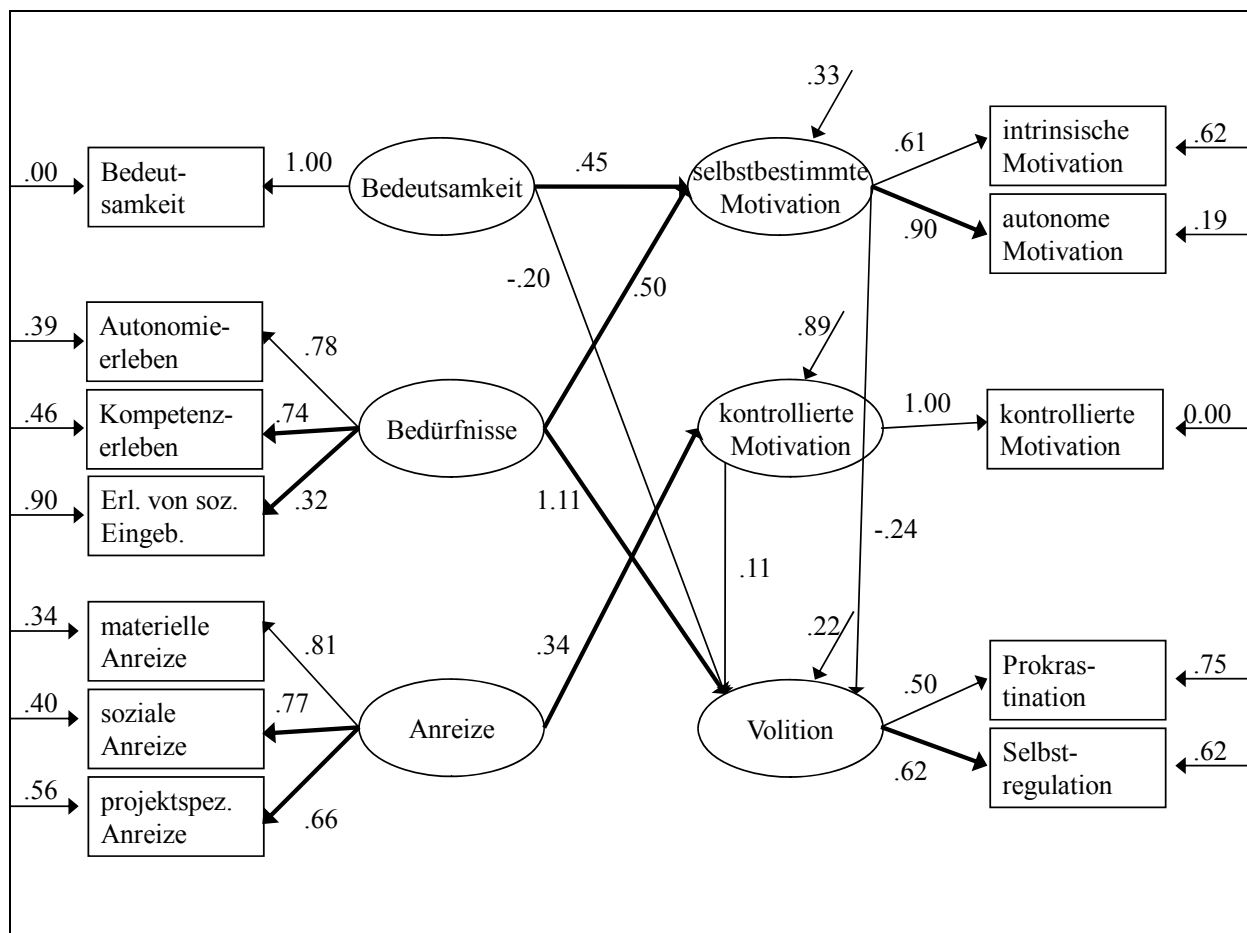 .33
.00
Bedeut-
samkeit
1.00
Bedeutsamkeit
.45
selbstbestimmte
Motivation
.61
intrinsische
Motivation
.62
.90
autonome
Motivation
.19
-.20
.50
.39
Autonomie-
erleben
.78
.46
Kompetenz-
erleben
.74
Bedürfnisse
.89
kontrollierte
Motivation
1.00
kontrollierte
Motivation
0.00
.90
Erl. von soz.
Eingeb.
.32
1.11
-.24
.11
.34
materielle
Anreize
.81
.34
.22
.40
soziale
Anreize
.77
Anreize
Volition
.50
Prokras-
tination
.75
.62
Selbst-
regulation
.62
.56
projektspez.
Anreize
.66